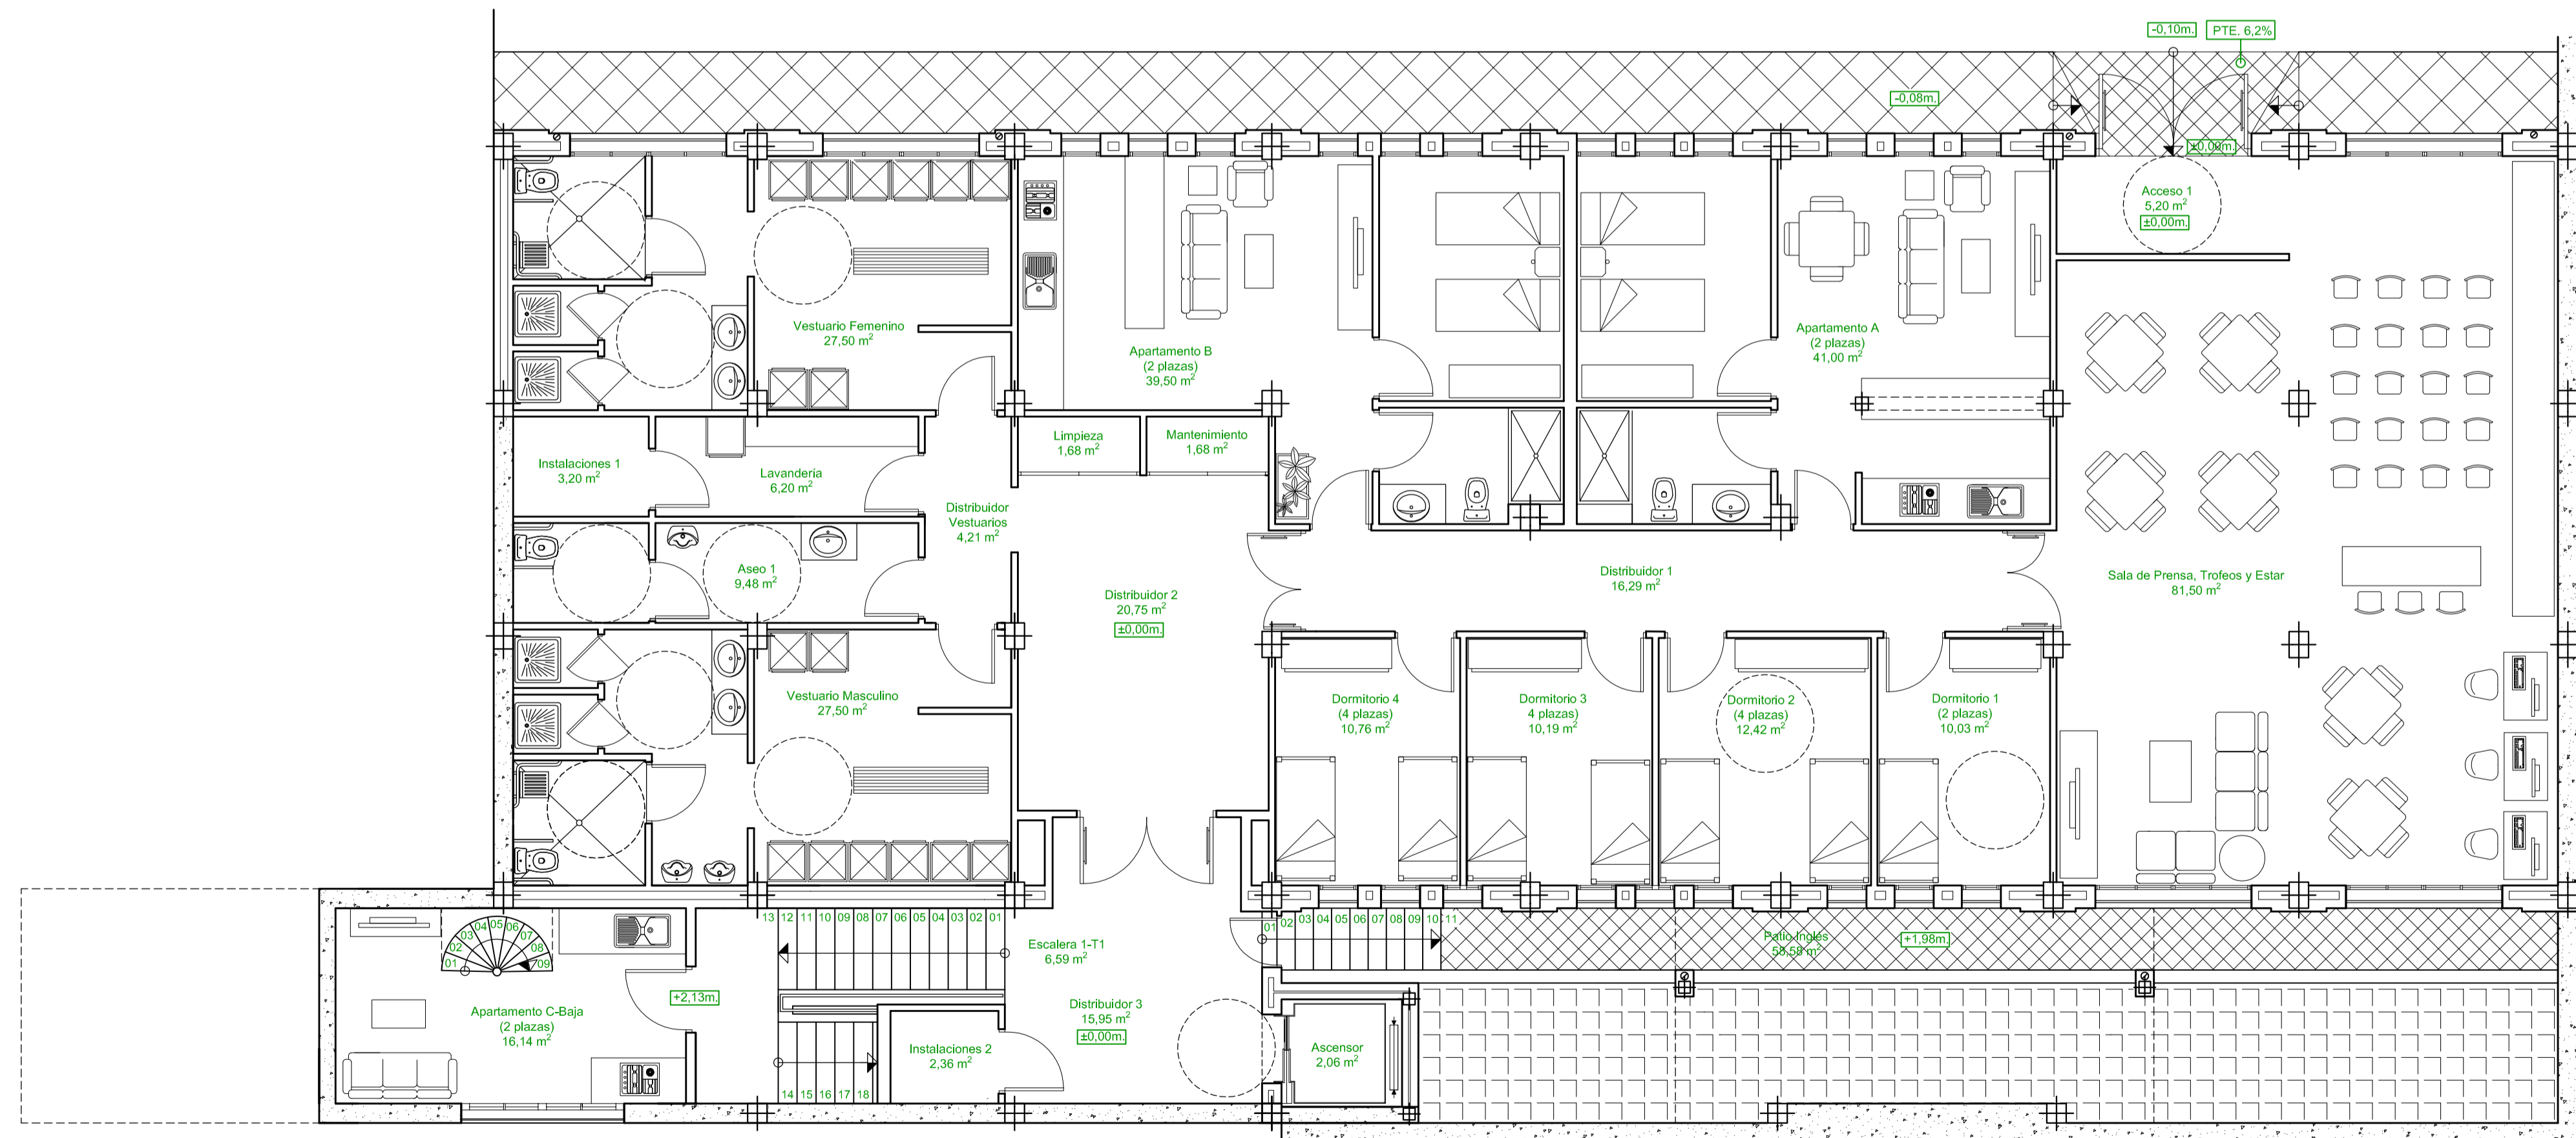 -0,10m.
PTE. 6,2%
-0,08m.
±0,00m.
Acceso 1
5,20 m²
±0,00m.
Vestuario Femenino
27,50 m²
Apartamento B
(2 plazas)
39,50 m²
Apartamento A
(2 plazas)
41,00 m²
Limpieza
1,68 m²
Mantenimiento
1,68 m²
Instalaciones 1
3,20 m²
Lavandería
6,20 m²
Distribuidor
Vestuarios
4,21 m²
Aseo 1
9,48 m²
Distribuidor 2
20,75 m²
±0,00m.
Distribuidor 1
16,29 m²
Sala de Prensa, Trofeos y Estar
81,50 m²
Vestuario Masculino
27,50 m²
Dormitorio 4
(4 plazas)
10,76 m²
Dormitorio 3
4 plazas)
10,19 m²
Dormitorio 2
(4 plazas)
12,42 m²
Dormitorio 1
(2 plazas)
10,03 m²
13 12 11 10 09 08 07 06 05 04 03 02 01
01 02 03 04 05 06 07 08 09 10 11
01 02 03 04 05 06 07 08 09
Escalera 1-T1
6,59 m²
Patio Inglés
58,58 m²
+1,98m.
+2,13m.
Apartamento C-Baja
(2 plazas)
16,14 m²
Distribuidor 3
15,95 m²
±0,00m.
Instalaciones 2
2,36 m²
Ascensor
2,06 m²
14 15 16 17 18